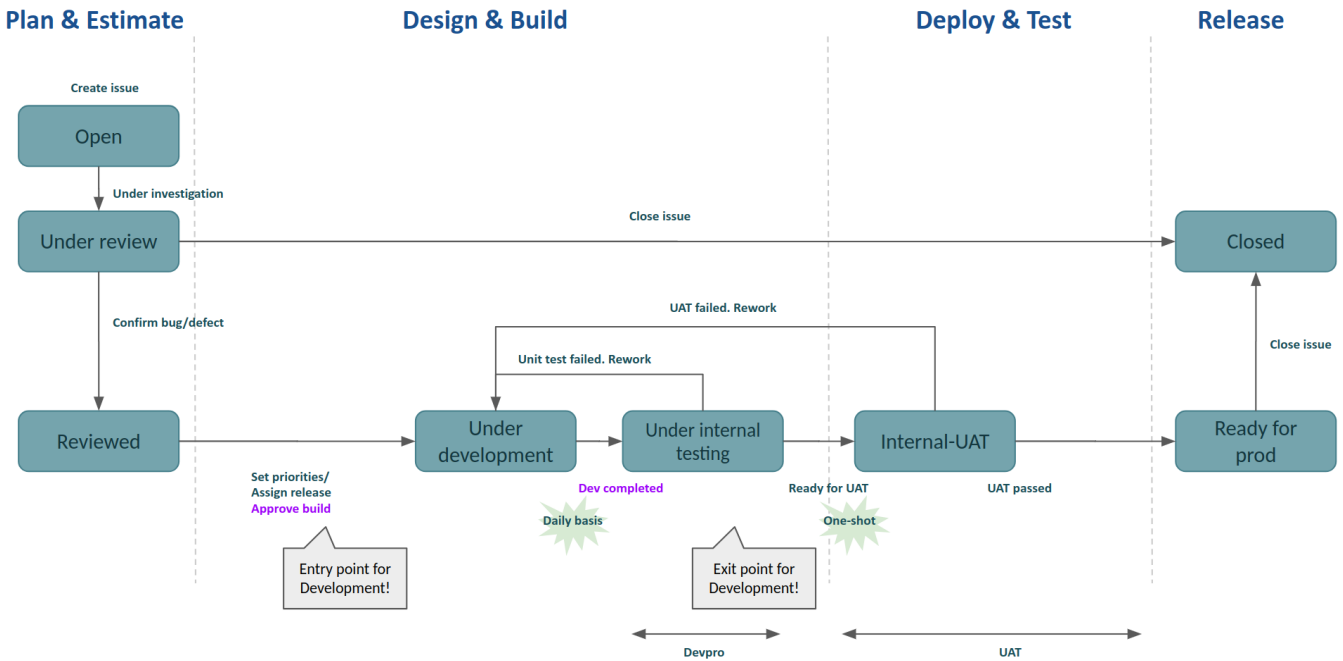 Plan & Estimate
Design & Build
Deploy & Test
Release
Create issue
Open
Under investigation
Under review
Close issue
Closed
Confirm bug/defect
UAT failed. Rework
Unit test failed. Rework
Close issue
Reviewed
Under
development
Under internal
testing
Internal-UAT
Ready for
prod
Set priorities/
Assign release
Approve build
Dev completed
Ready for UAT
UAT passed
Daily basis
One-shot
Entry point for
Development!
Exit point for
Development!
Devpro
UAT